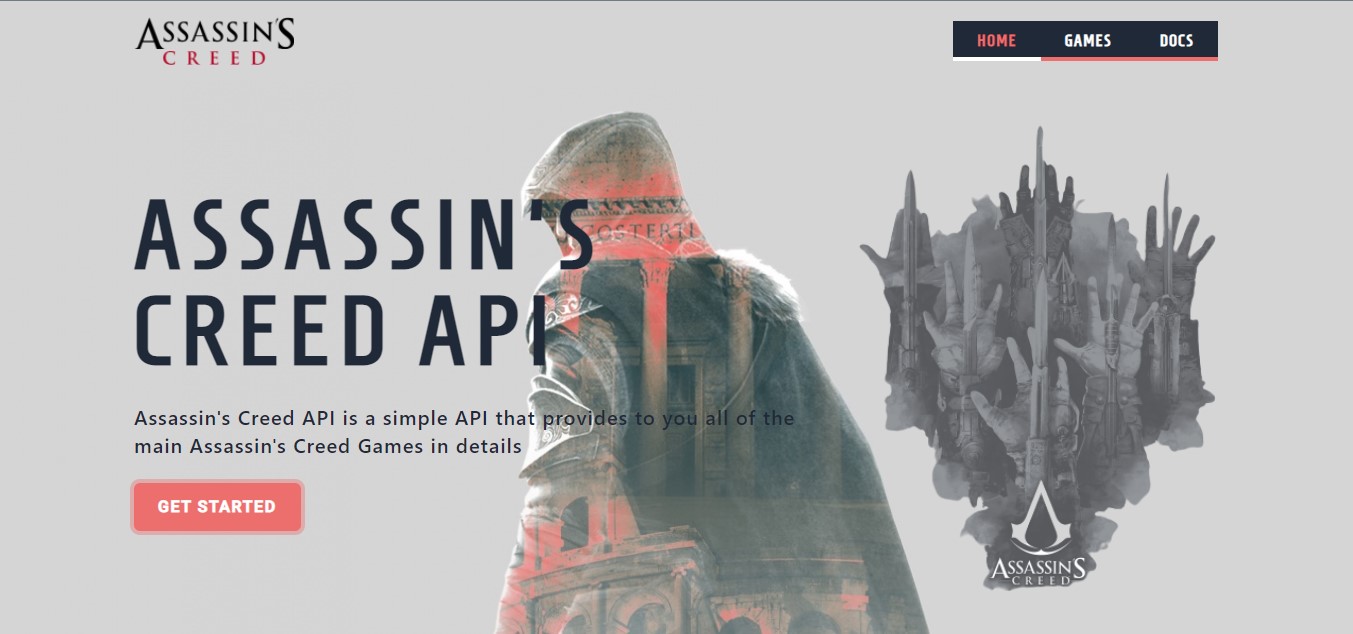 ASSASSIN'S
CREED
HOME GAMES DOCS
ASSASSIN'S
CREED API
COSTERTI
Assassin's Creed API is a simple API that provides to you all of the
main Assassin's Creed Games in details
GET STARTED
ASSASSIN'S
CREED